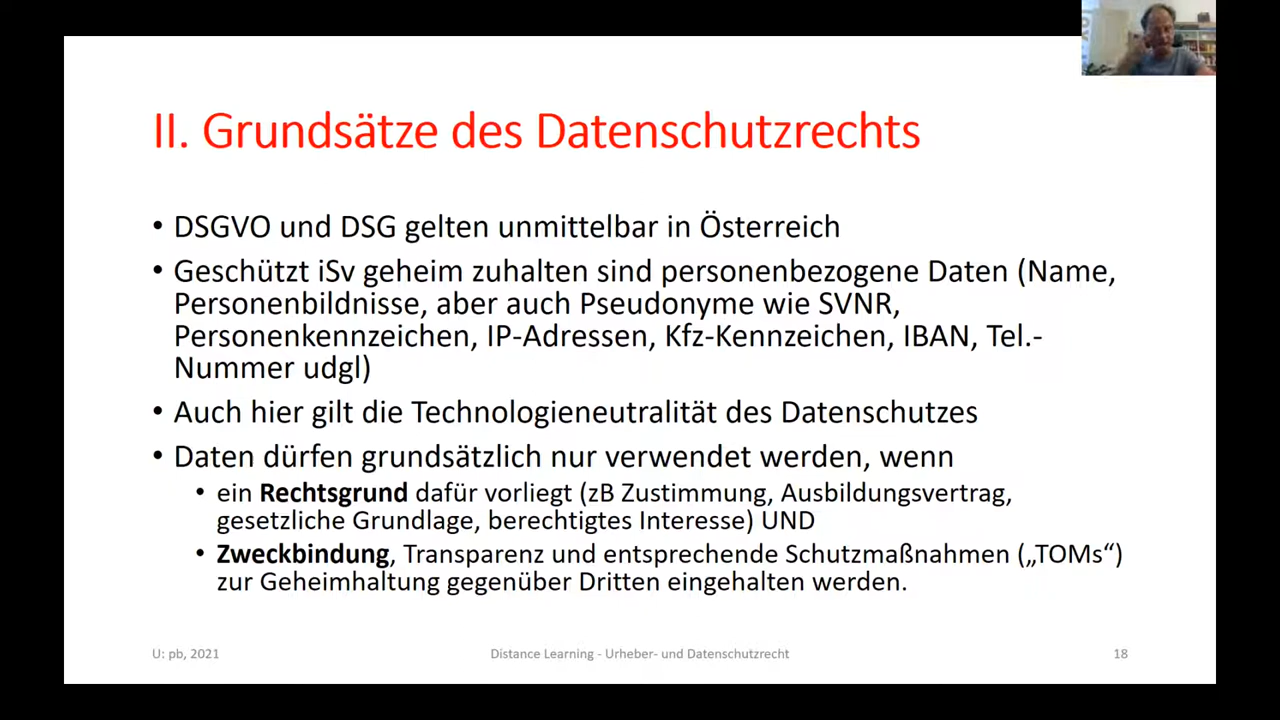 II. Grundsätze des Datenschutzrechts
• DSGVO und DSG gelten unmittelbar in Österreich
• Geschützt iSv geheim zuhalten sind personenbezogene Daten (Name,
Personenbildnisse, aber auch Pseudonyme wie SVNR,
Personenkennzeichen, IP-Adressen, Kfz-Kennzeichen, IBAN, Tel.-
Nummer udgl)
• Auch hier gilt die Technologieneutralität des Datenschutzes
• Daten dürfen grundsätzlich nur verwendet werden, wenn
• ein Rechtsgrund dafür vorliegt (zB Zustimmung, Ausbildungsvertrag,
gesetzliche Grundlage, berechtigtes Interesse) UND
• Zweckbindung, Transparenz und entsprechende Schutzmaßnahmen („TOMs“)
zur Geheimhaltung gegenüber Dritten eingehalten werden.
U: pb, 2021
Distance Learning - Urheber- und Datenschutzrecht
18